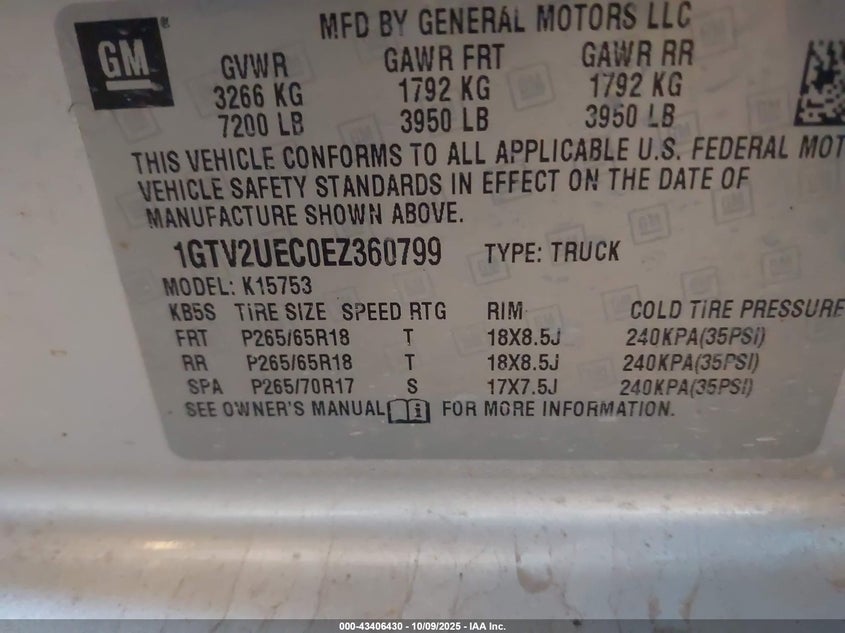 MFD BY GENERAL MOTORS LLC
GM
GVWR GAWR FRT GAWR RR
3266 KG 1792 KG 1792 KG
7200 LB 3950 LB 3950 LB
THIS VEHICLE CONFORMS TO ALL APPLICABLE U.S. FEDERAL MOT
VEHICLE SAFETY STANDARDS IN EFFECT ON THE DATE OF
MANUFACTURE SHOWN ABOVE.
1GTV2UEC0EZ360799 TYPE: TRUCK
MODEL: K15753
KB5S TIRE SIZE SPEED RTG RIM COLD TIRE PRESSURE
FRT P265/65R18 T 18X8.5J 240KPA(35PSI)
RR P265/65R18 T 18X8.5J 240KPA(35PSI)
SPA P265/70R17 S 17X7.5J 240KPA(35PSI)
SEE OWNER'S MANUAL FOR MORE INFORMATION.
000-43406430 - 10/09/2025 - IAA Inc.